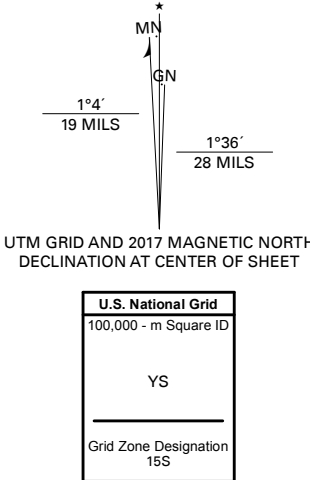 MN
GN
1°4´
19 MILS
1°36´
28 MILS
UTM GRID AND 2017 MAGNETIC NORTH
DECLINATION AT CENTER OF SHEET
U.S. National Grid
100,000 - m Square ID
YS
Grid Zone Designation
15S